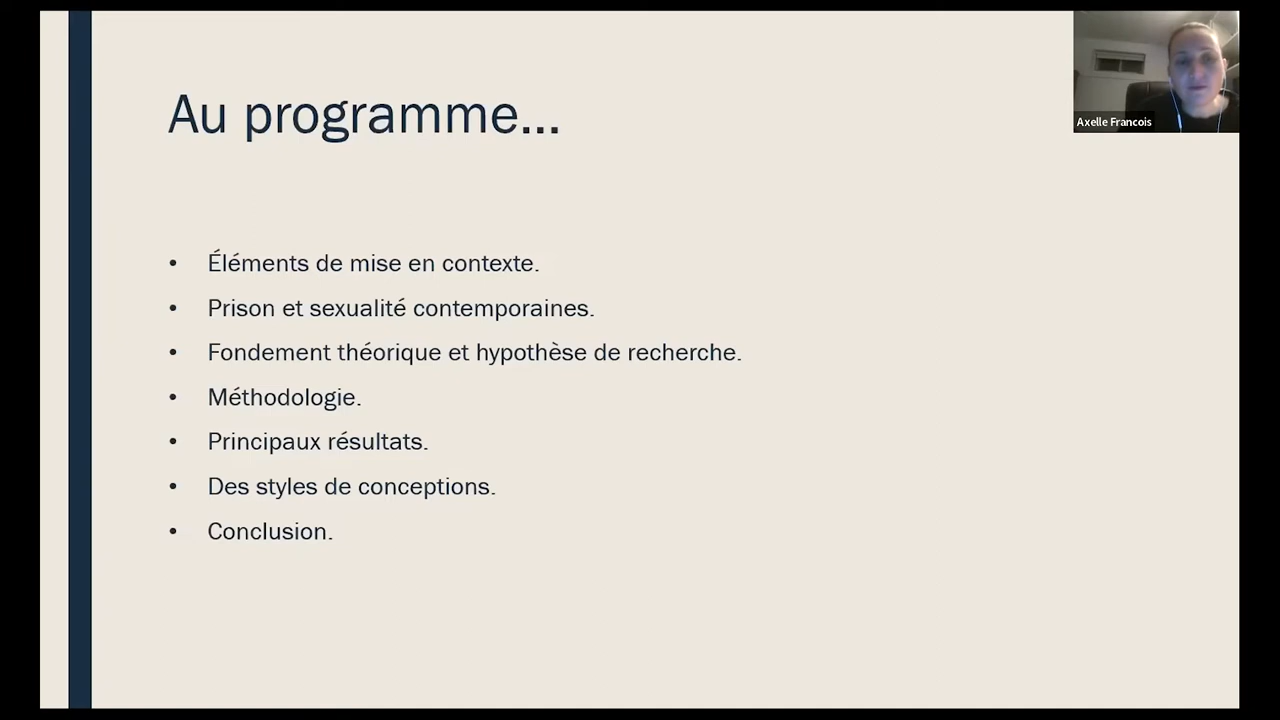 Au programme...
Axelle Francois
• Éléments de mise en contexte.
• Prison et sexualité contemporaines.
• Fondement théorique et hypothèse de recherche.
• Méthodologie.
• Principaux résultats.
• Des styles de conceptions.
• Conclusion.